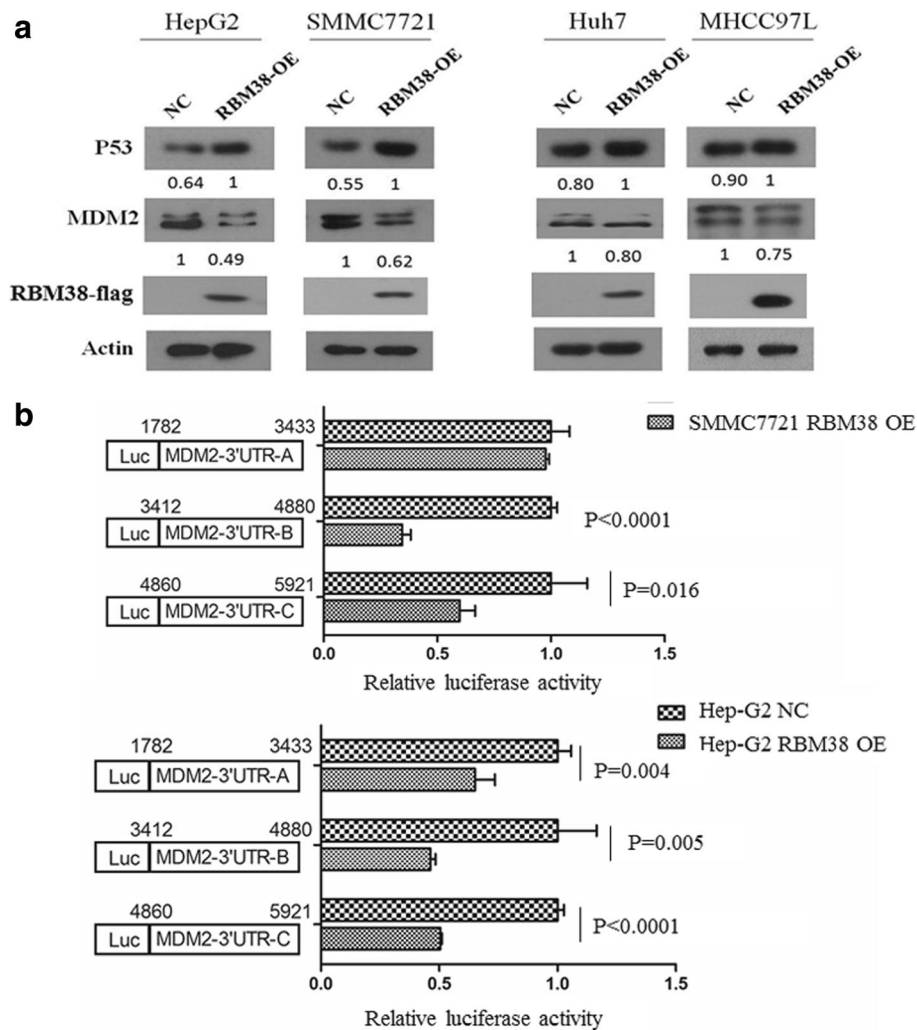 a
HepG2 SMMC7721 Huh7 MHCC97L
NC RBM38-OE NC RBM38-OE NC RBM38-OE NC RBM38-OE
P53
0.64 1 0.55 1 0.80 1 0.90 1
MDM2
1 0.49 1 0.62 1 0.80 1 0.75
RBM38-flag
Actin
b
SMMC7721 RBM38 OE
1782 3433
Luc MDM2-3'UTR-A
3412 4880
Luc MDM2-3'UTR-B
P<0.0001
4860 5921
Luc MDM2-3'UTR-C
P=0.016
0.0 0.5 1.0 1.5
Relative luciferase activity
Hep-G2 NC
Hep-G2 RBM38 OE
1782 3433
Luc MDM2-3'UTR-A
P=0.004
3412 4880
Luc MDM2-3'UTR-B
P=0.005
4860 5921
Luc MDM2-3'UTR-C
P<0.0001
0.0 0.5 1.0 1.5
Relative luciferase activity